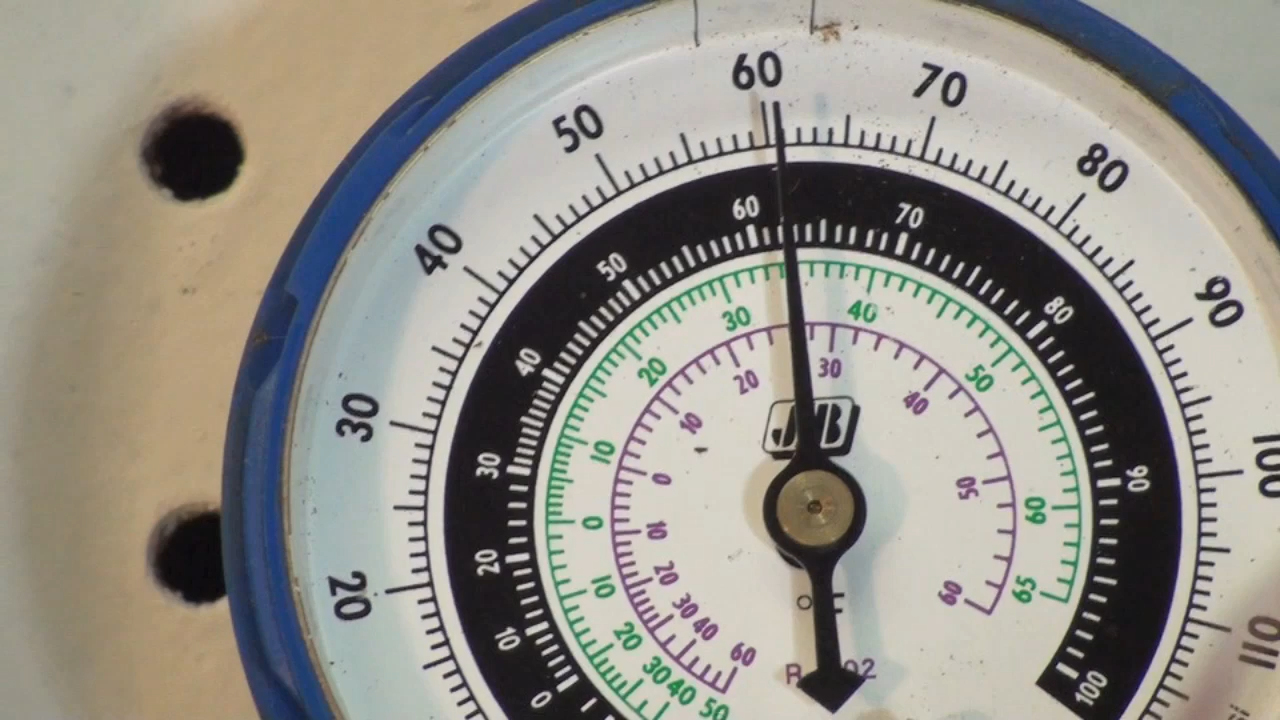 20 30 40 50 60 70 80 90 100 110
0 10 20 30 40 50 60 70 80 90 100
50 40 30 20 10 0 10 20 30 40 50 60 65
60 40 30 20 10 0 10 20 30 40 50 60
JB
°F